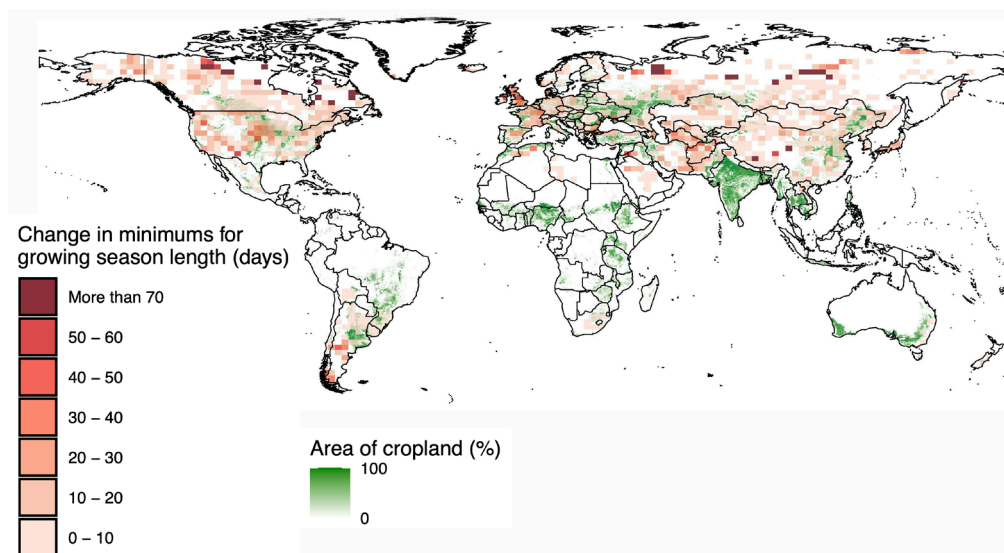 Change in minimums for
growing season length (days)
More than 70
50 – 60
40 – 50
30 – 40
20 – 30
10 – 20
0 – 10
Area of cropland (%)
100
0